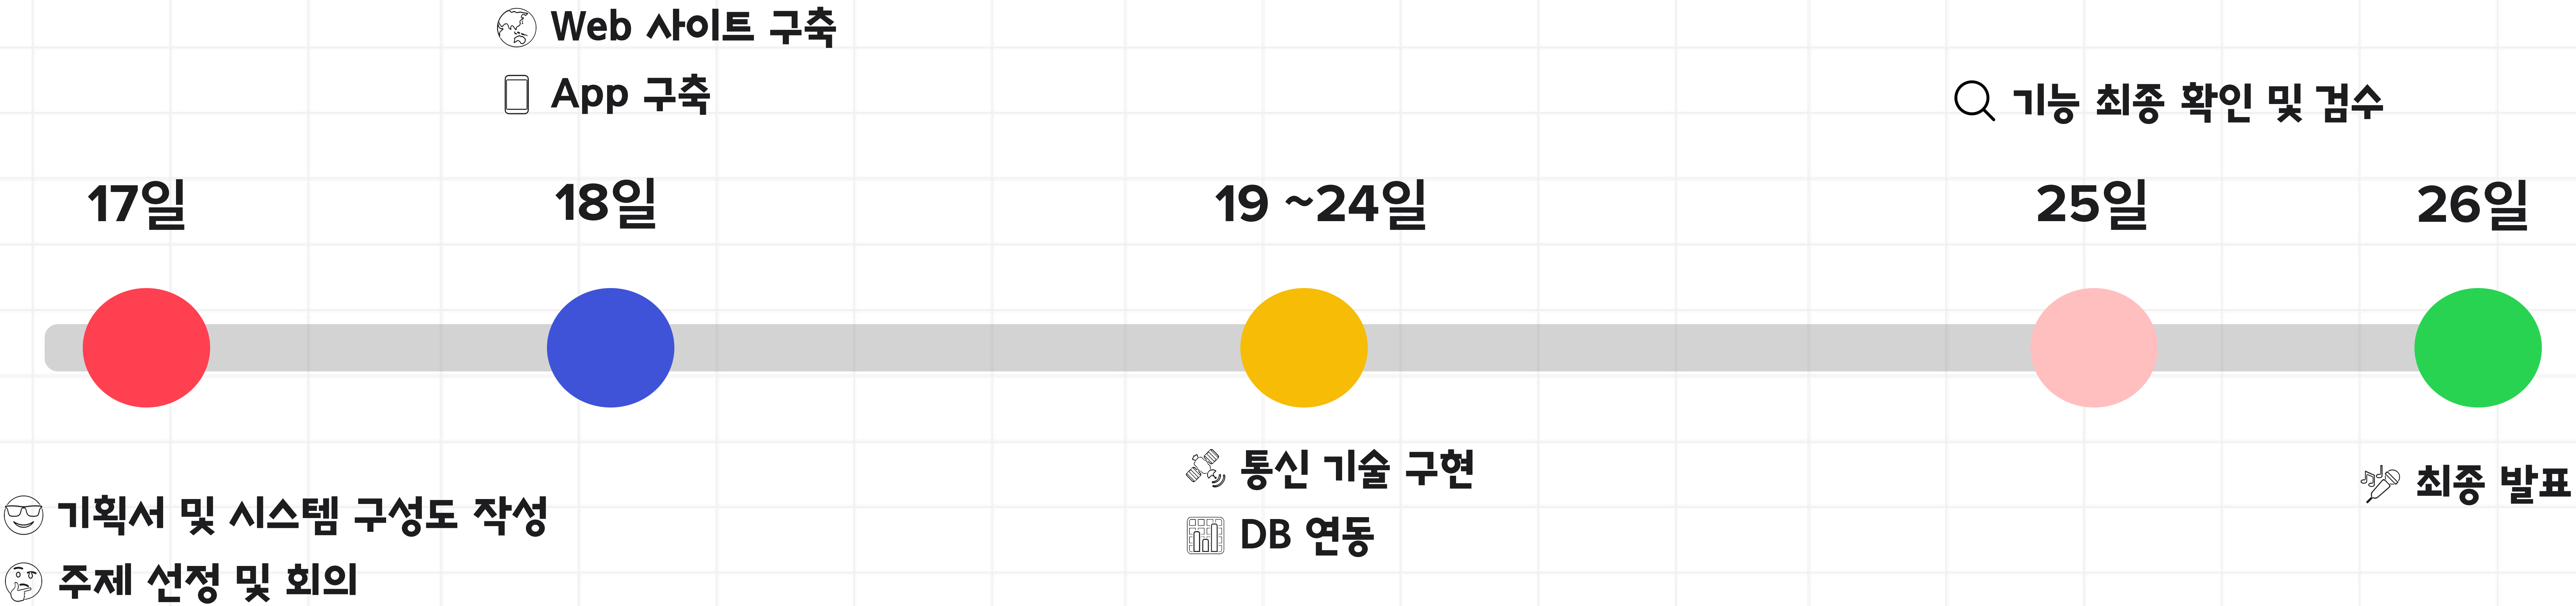 Web 사이트 구축
App 구축
기능 최종 확인 및 검수
17일
18일
19 ~24일
25일
26일
통신 기술 구현
DB 연동
최종 발표
기획서 및 시스템 구성도 작성
주제 선정 및 회의